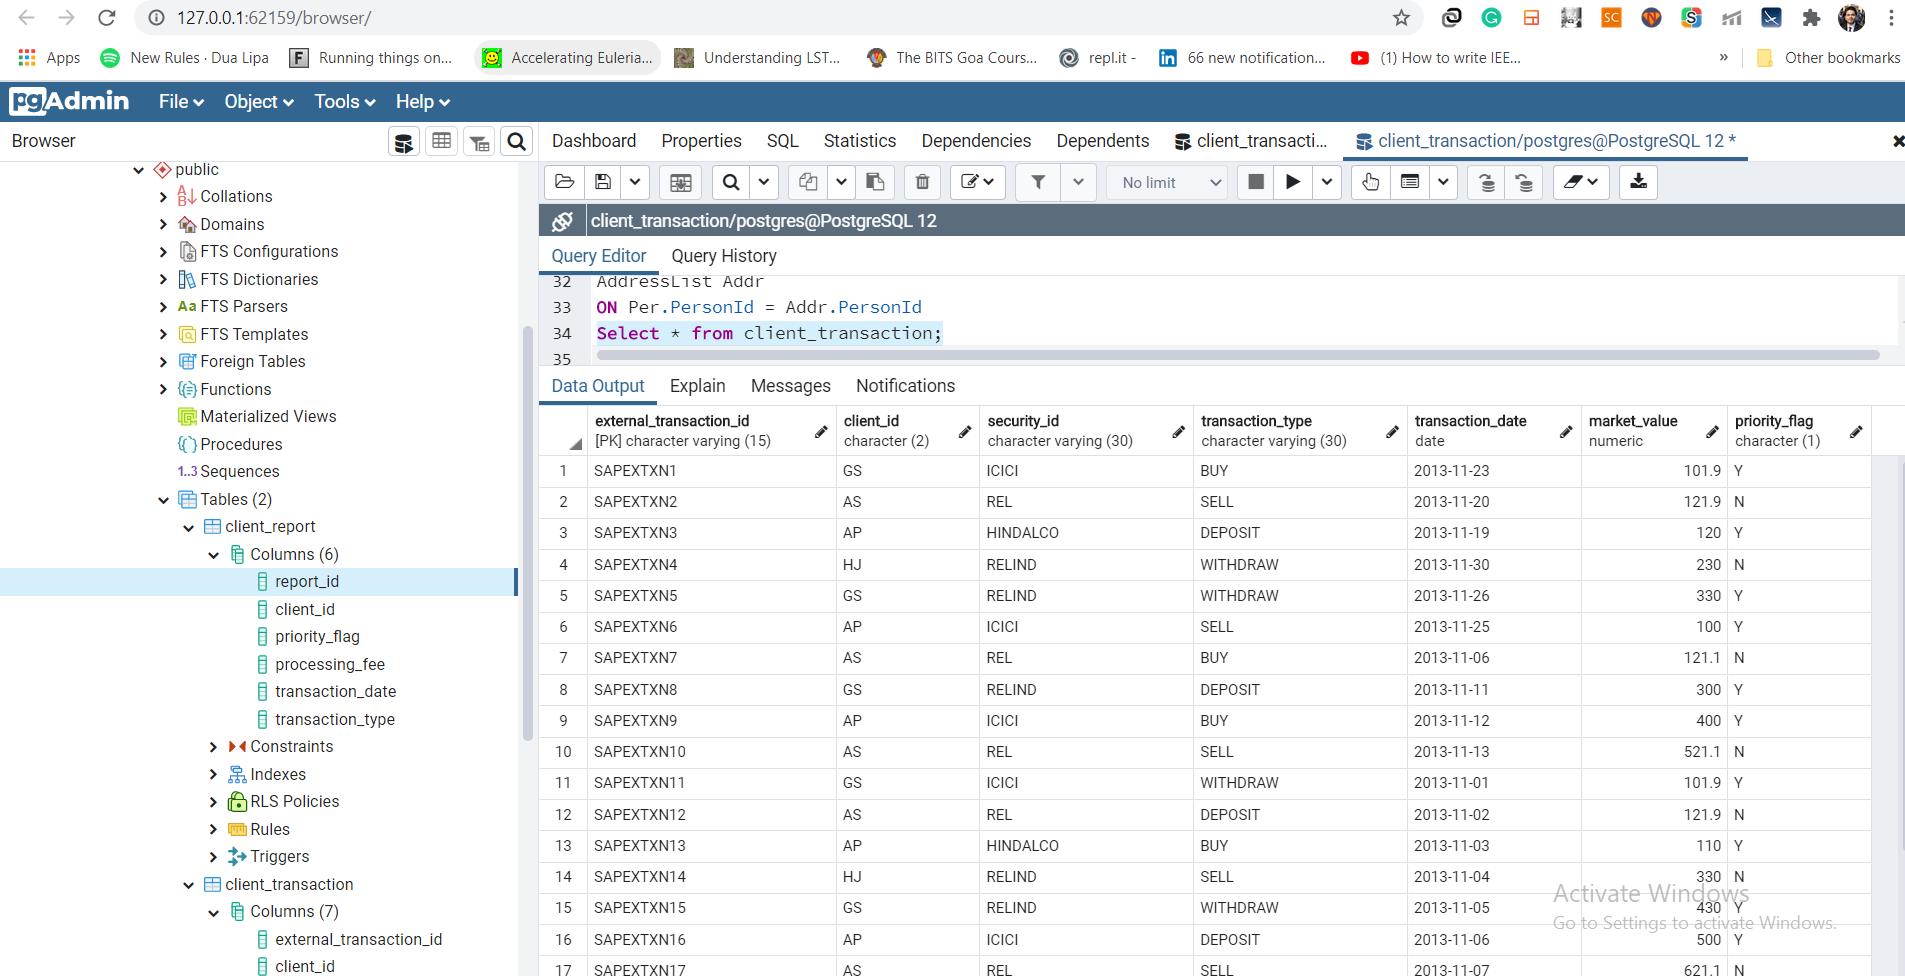 127.0.0.1:62159/browser/
Apps New Rules · Dua Lipa Running things on... Accelerating Euleria... Understanding LST... The BITS Goa Cours... repl.it - 66 new notification... (1) How to write IEE... » Other bookmarks
pgAdmin File Object Tools Help
Browser
Dashboard Properties SQL Statistics Dependencies Dependents client_transacti... client_transaction/postgres@PostgreSQL 12 *
public
Collations
Domains
FTS Configurations
FTS Dictionaries
Aa FTS Parsers
FTS Templates
Foreign Tables
Functions
Materialized Views
Procedures
1..3 Sequences
Tables (2)
client_report
Columns (6)
report_id
client_id
priority_flag
processing_fee
transaction_date
transaction_type
Constraints
Indexes
RLS Policies
Rules
Triggers
client_transaction
Columns (7)
external_transaction_id
client_id
No limit
client_transaction/postgres@PostgreSQL 12
Query Editor Query History
32 AddressList Addr
33 ON Per.PersonId = Addr.PersonId
34 Select * from client_transaction;
35
Data Output Explain Messages Notifications
external_transaction_id client_id security_id transaction_type transaction_date market_value priority_flag
[PK] character varying (15) character (2) character varying (30) character varying (30) date numeric character (1)
1 SAPEXTXN1 GS ICICI BUY 2013-11-23 101.9 Y
2 SAPEXTXN2 AS REL SELL 2013-11-20 121.9 N
3 SAPEXTXN3 AP HINDALCO DEPOSIT 2013-11-19 120 Y
4 SAPEXTXN4 HJ RELIND WITHDRAW 2013-11-30 230 N
5 SAPEXTXN5 GS RELIND WITHDRAW 2013-11-26 330 Y
6 SAPEXTXN6 AP ICICI SELL 2013-11-25 100 Y
7 SAPEXTXN7 AS REL BUY 2013-11-06 121.1 N
8 SAPEXTXN8 GS RELIND DEPOSIT 2013-11-11 300 Y
9 SAPEXTXN9 AP ICICI BUY 2013-11-12 400 Y
10 SAPEXTXN10 AS REL SELL 2013-11-13 521.1 N
11 SAPEXTXN11 GS ICICI WITHDRAW 2013-11-01 101.9 Y
12 SAPEXTXN12 AS REL DEPOSIT 2013-11-02 121.9 N
13 SAPEXTXN13 AP HINDALCO BUY 2013-11-03 110 Y
14 SAPEXTXN14 HJ RELIND SELL 2013-11-04 330 N
15 SAPEXTXN15 GS RELIND WITHDRAW 2013-11-05 430 Y
16 SAPEXTXN16 AP ICICI DEPOSIT 2013-11-06 500 Y
17 SAPEXTXN17 AS REL SELL 2013-11-07 621.1 N
Activate Windows
Go to Settings to activate Windows.